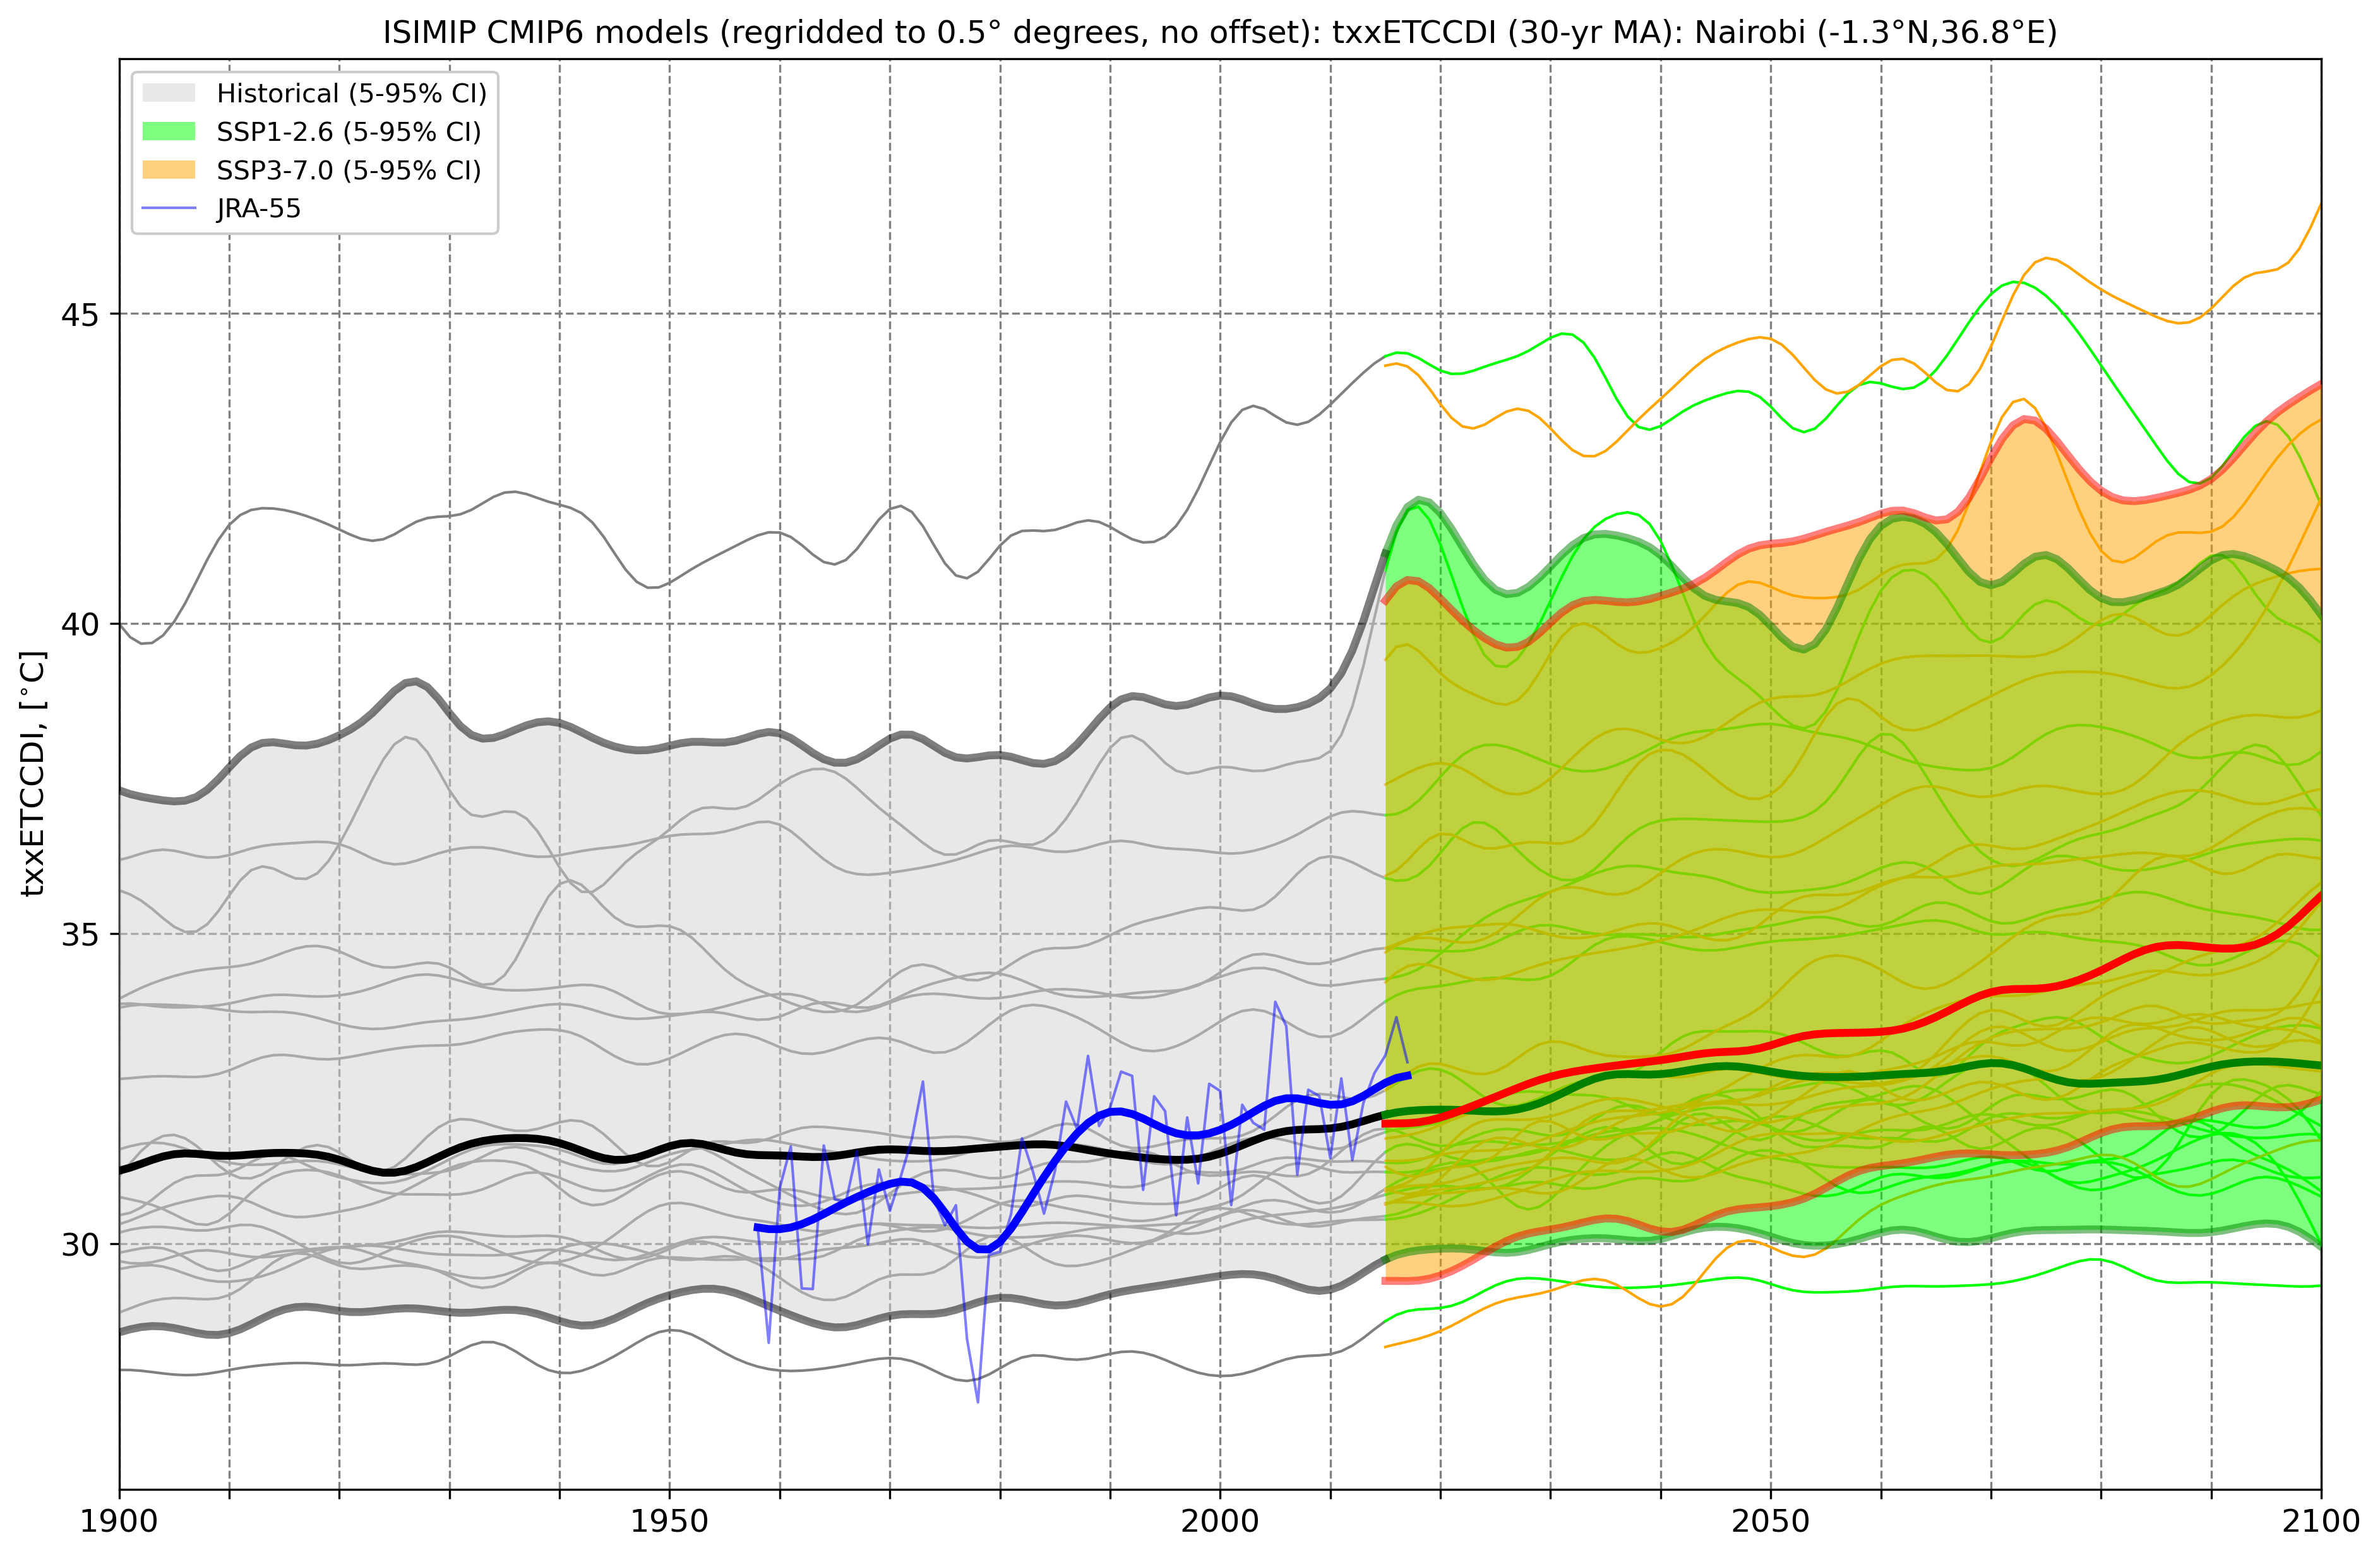 ISIMIP CMIP6 models (regridded to 0.5° degrees, no offset): txxETCCDI (30-yr MA): Nairobi (-1.3°N,36.8°E)
Historical (5-95% CI)
SSP1-2.6 (5-95% CI)
SSP3-7.0 (5-95% CI)
JRA-55
txxETCCDI, [°C]
45
40
35
30
1900
1950
2000
2050
2100